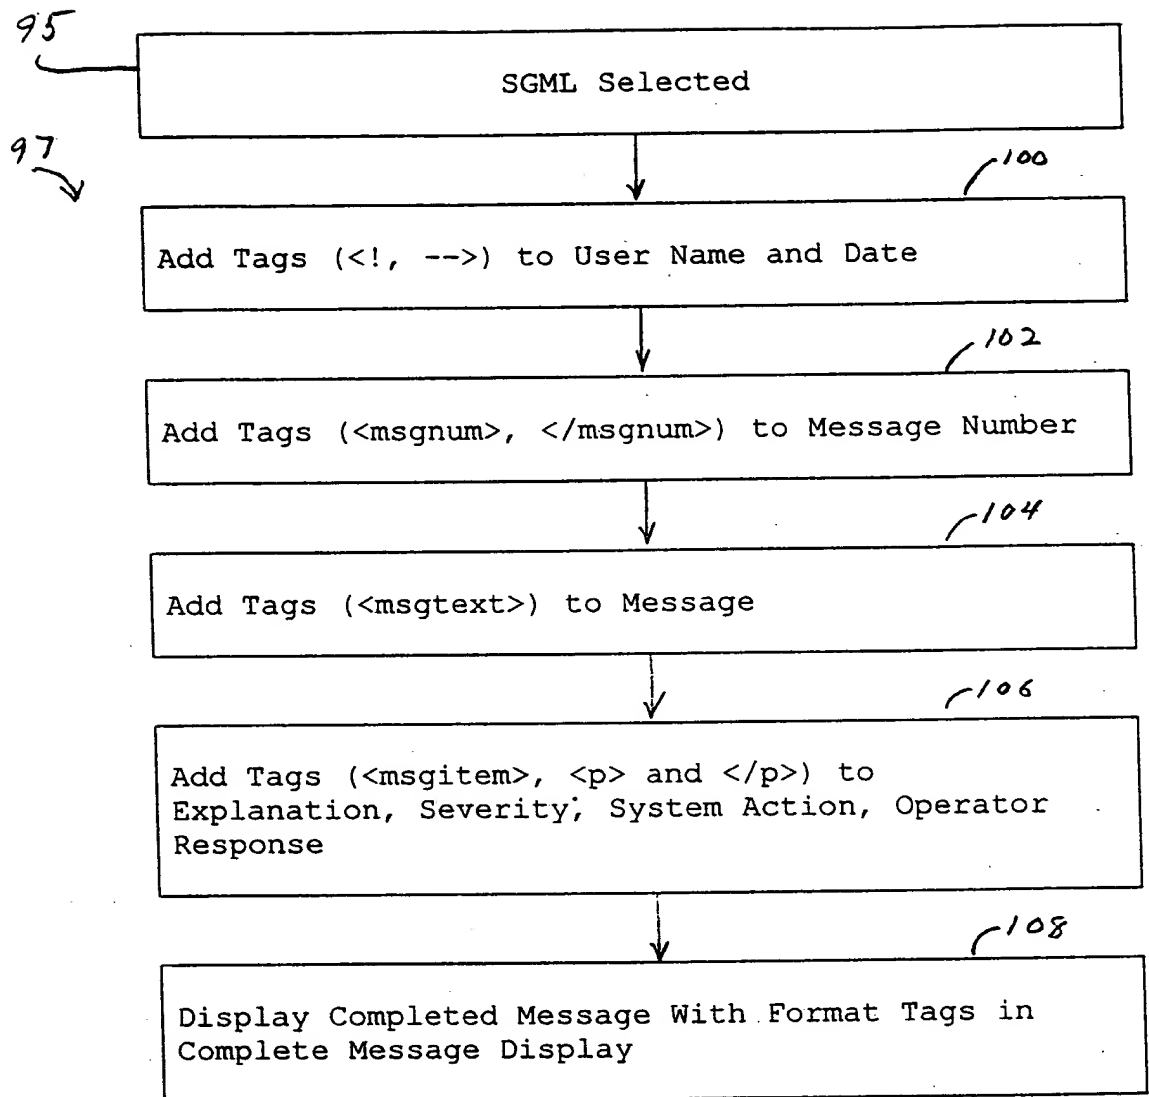 95
SGML Selected
97
100
Add Tags (<!, -->) to User Name and Date
102
Add Tags (<msgnum>, </msgnum>) to Message Number
104
Add Tags (<msgtext>) to Message
106
Add Tags (<msgitem>, <p> and </p>) to
Explanation, Severity, System Action, Operator
Response
108
Display Completed Message With Format Tags in
Complete Message Display